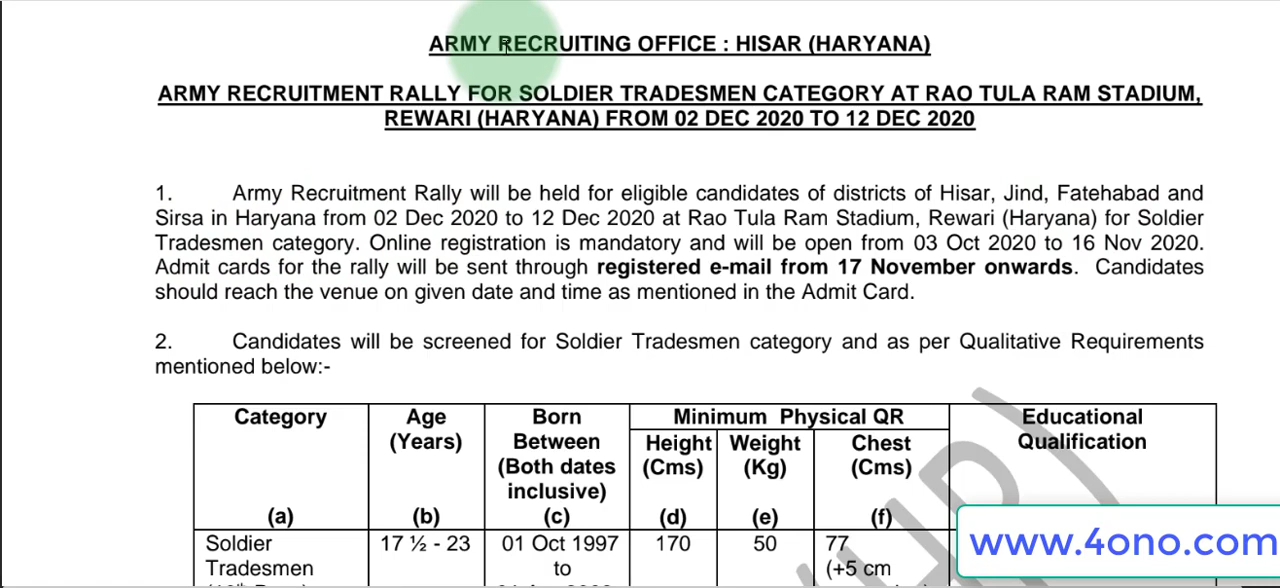 ARMY RECRUITING OFFICE : HISAR (HARYANA)
ARMY RECRUITMENT RALLY FOR SOLDIER TRADESMEN CATEGORY AT RAO TULA RAM STADIUM,
REWARI (HARYANA) FROM 02 DEC 2020 TO 12 DEC 2020
1. Army Recruitment Rally will be held for eligible candidates of districts of Hisar, Jind, Fatehabad and
Sirsa in Haryana from 02 Dec 2020 to 12 Dec 2020 at Rao Tula Ram Stadium, Rewari (Haryana) for Soldier
Tradesmen category. Online registration is mandatory and will be open from 03 Oct 2020 to 16 Nov 2020.
Admit cards for the rally will be sent through registered e-mail from 17 November onwards. Candidates
should reach the venue on given date and time as mentioned in the Admit Card.
2. Candidates will be screened for Soldier Tradesmen category and as per Qualitative Requirements
mentioned below:-
Category Age Born Minimum Physical QR Educational
(Years) Between Height Weight Chest Qualification
(Both dates (Cms) (Kg) (Cms)
inclusive)
(a) (b) (c) (d) (e) (f)
Soldier 17 ½ - 23 01 Oct 1997 170 50 77
Tradesmen to (+5 cm
www.4ono.com